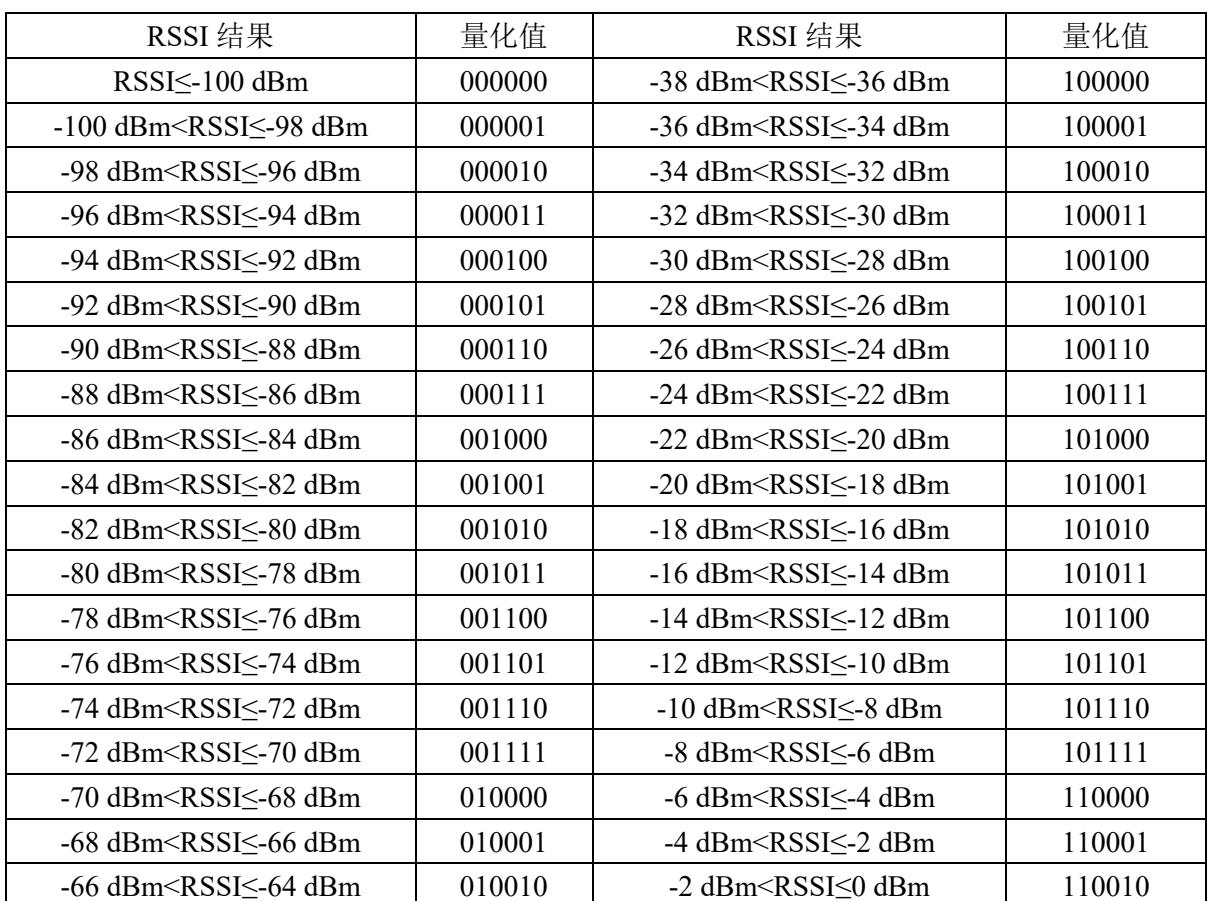 RSSI 结果 量化值 RSSI 结果 量化值
RSSI≤-100 dBm 000000 -38 dBm<RSSI≤-36 dBm 100000
-100 dBm<RSSI≤-98 dBm 000001 -36 dBm<RSSI≤-34 dBm 100001
-98 dBm<RSSI≤-96 dBm 000010 -34 dBm<RSSI≤-32 dBm 100010
-96 dBm<RSSI≤-94 dBm 000011 -32 dBm<RSSI≤-30 dBm 100011
-94 dBm<RSSI≤-92 dBm 000100 -30 dBm<RSSI≤-28 dBm 100100
-92 dBm<RSSI≤-90 dBm 000101 -28 dBm<RSSI≤-26 dBm 100101
-90 dBm<RSSI≤-88 dBm 000110 -26 dBm<RSSI≤-24 dBm 100110
-88 dBm<RSSI≤-86 dBm 000111 -24 dBm<RSSI≤-22 dBm 100111
-86 dBm<RSSI≤-84 dBm 001000 -22 dBm<RSSI≤-20 dBm 101000
-84 dBm<RSSI≤-82 dBm 001001 -20 dBm<RSSI≤-18 dBm 101001
-82 dBm<RSSI≤-80 dBm 001010 -18 dBm<RSSI≤-16 dBm 101010
-80 dBm<RSSI≤-78 dBm 001011 -16 dBm<RSSI≤-14 dBm 101011
-78 dBm<RSSI≤-76 dBm 001100 -14 dBm<RSSI≤-12 dBm 101100
-76 dBm<RSSI≤-74 dBm 001101 -12 dBm<RSSI≤-10 dBm 101101
-74 dBm<RSSI≤-72 dBm 001110 -10 dBm<RSSI≤-8 dBm 101110
-72 dBm<RSSI≤-70 dBm 001111 -8 dBm<RSSI≤-6 dBm 101111
-70 dBm<RSSI≤-68 dBm 010000 -6 dBm<RSSI≤-4 dBm 110000
-68 dBm<RSSI≤-66 dBm 010001 -4 dBm<RSSI≤-2 dBm 110001
-66 dBm<RSSI≤-64 dBm 010010 -2 dBm<RSSI≤0 dBm 110010